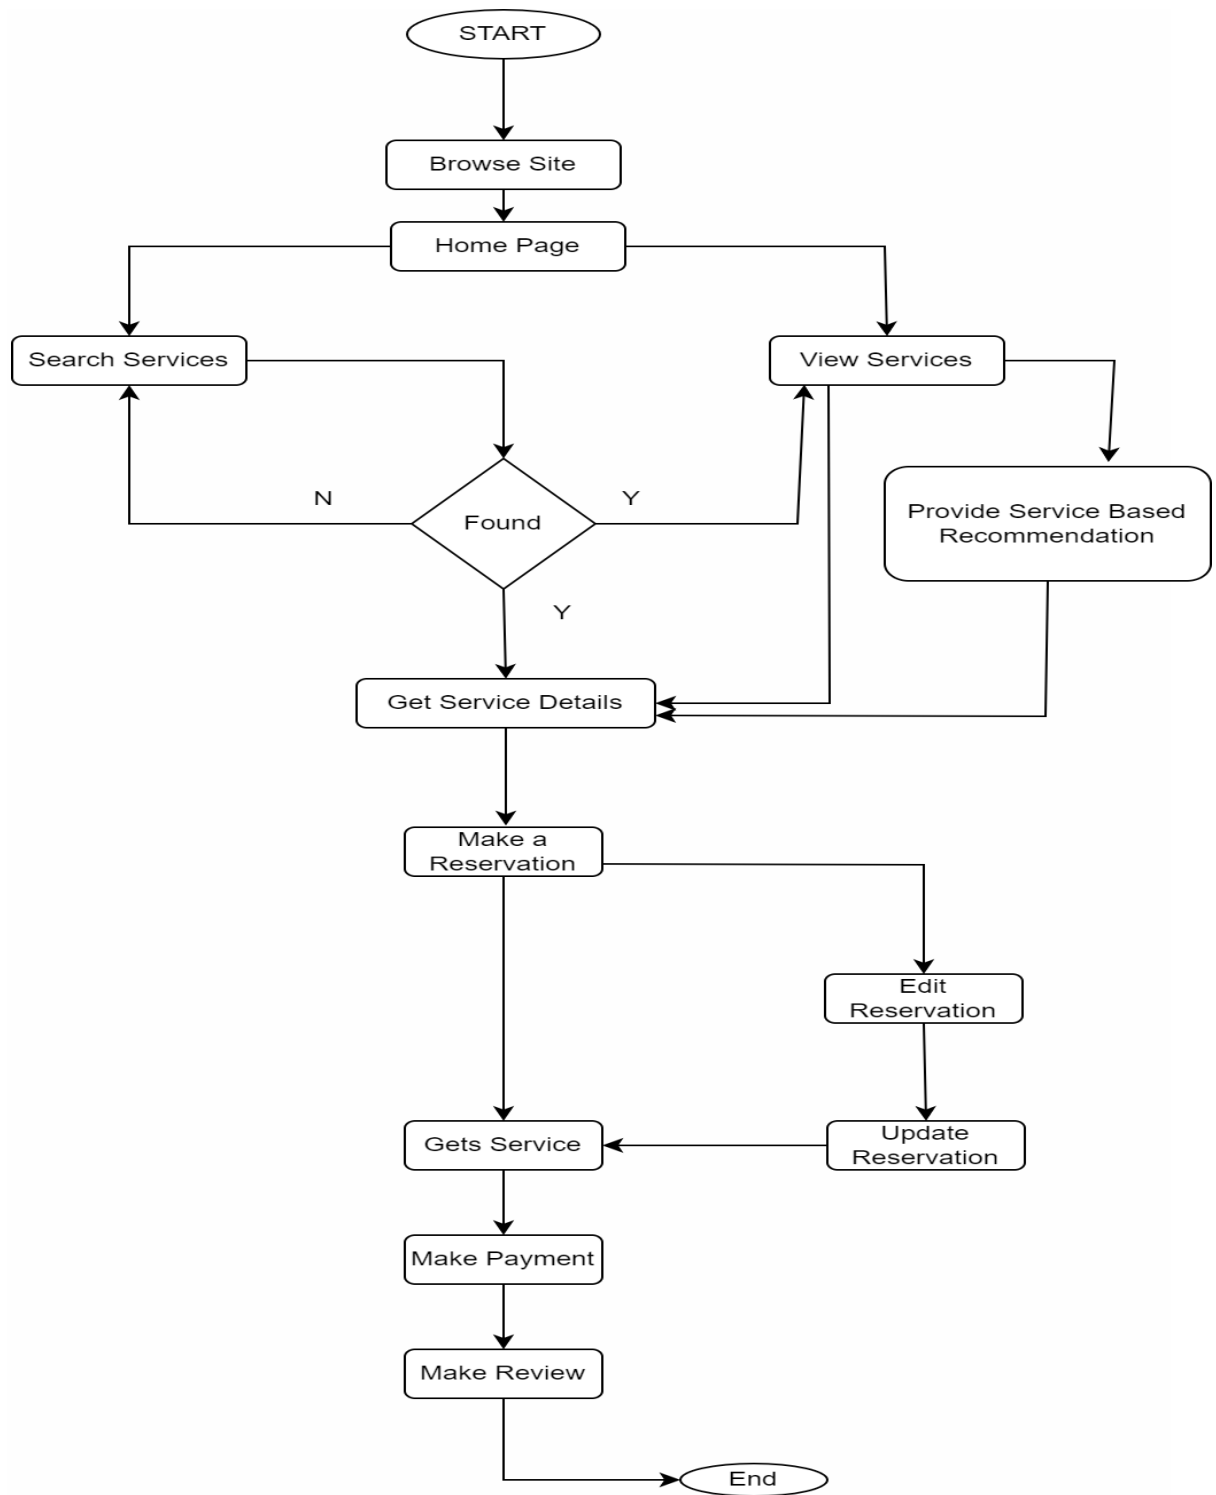 START
Browse Site
Home Page
Search Services
View Services
N
Y
Found
Provide Service Based
Recommendation
Y
Get Service Details
Make a
Reservation
Edit
Reservation
Gets Service
Update
Reservation
Make Payment
Make Review
End